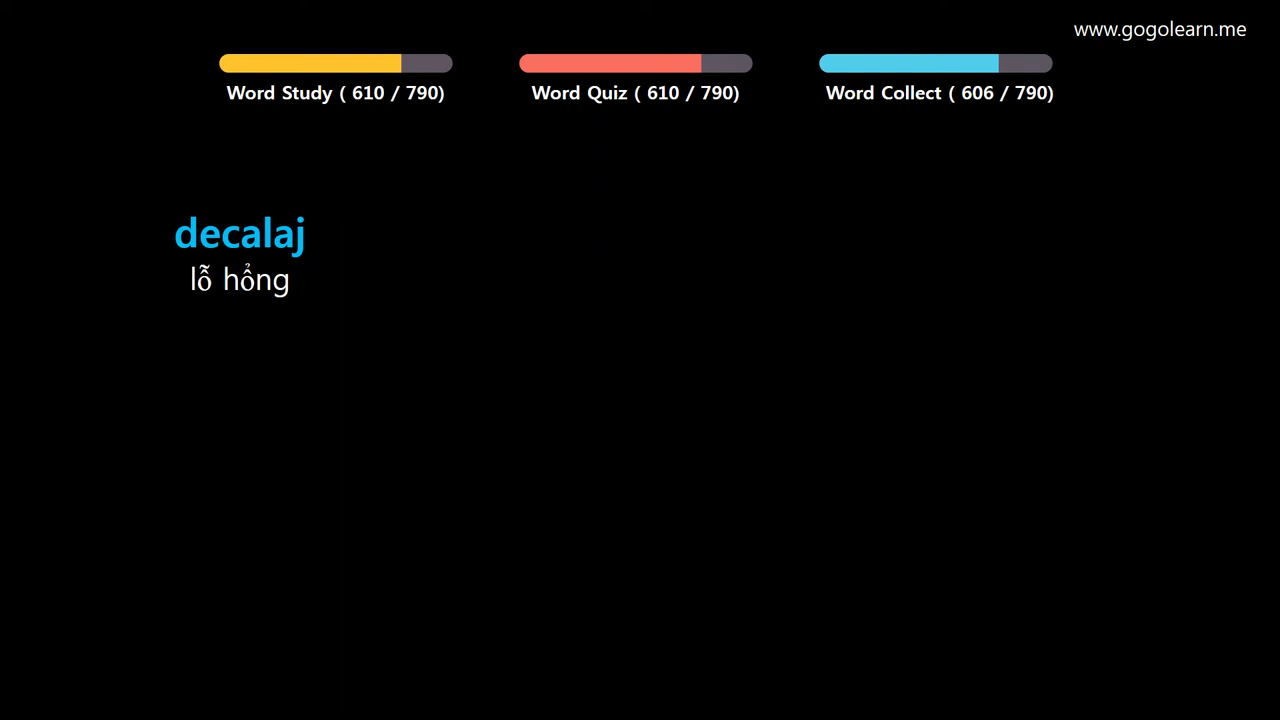 www.gogolearn.me
Word Study ( 610 / 790)
Word Quiz ( 610 / 790)
Word Collect ( 606 / 790)
decalaj
lỗ hổng